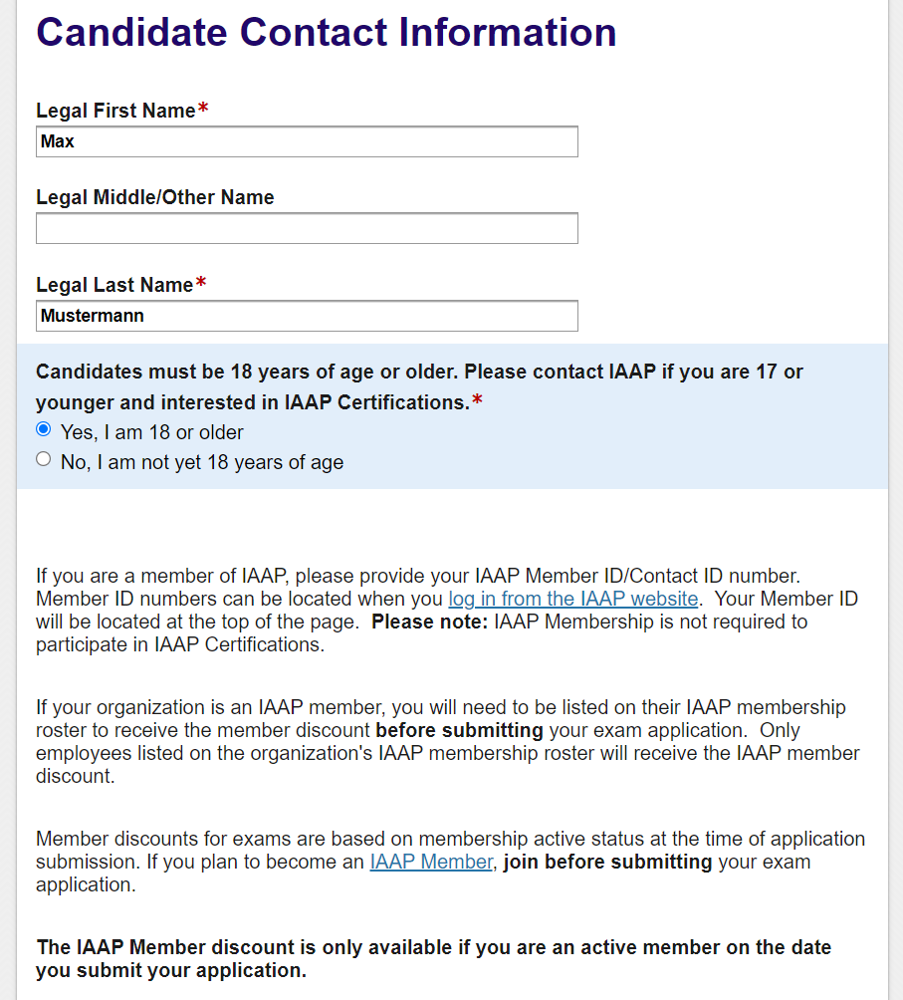 Candidate Contact Information
Legal First Name*
Max
Legal Middle/Other Name
Legal Last Name*
Mustermann
Candidates must be 18 years of age or older. Please contact IAAP if you are 17 or
younger and interested in IAAP Certifications.*
Yes, I am 18 or older
No, I am not yet 18 years of age
If you are a member of IAAP, please provide your IAAP Member ID/Contact ID number.
Member ID numbers can be located when you log in from the IAAP website.  Your Member ID
will be located at the top of the page.  Please note: IAAP Membership is not required to
participate in IAAP Certifications.
If your organization is an IAAP member, you will need to be listed on their IAAP membership
roster to receive the member discount before submitting your exam application.  Only
employees listed on the organization's IAAP membership roster will receive the IAAP member
discount.
Member discounts for exams are based on membership active status at the time of application
submission. If you plan to become an IAAP Member, join before submitting your exam
application.
The IAAP Member discount is only available if you are an active member on the date
you submit your application.